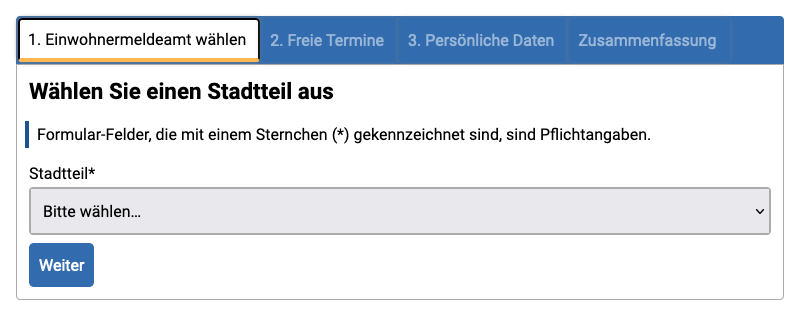 1. Einwohnermeldeamt wählen 2. Freie Termine 3. Persönliche Daten Zusammenfassung
Wählen Sie einen Stadtteil aus
Formular-Felder, die mit einem Sternchen (*) gekennzeichnet sind, sind Pflichtangaben.
Stadtteil*
Bitte wählen...
Weiter